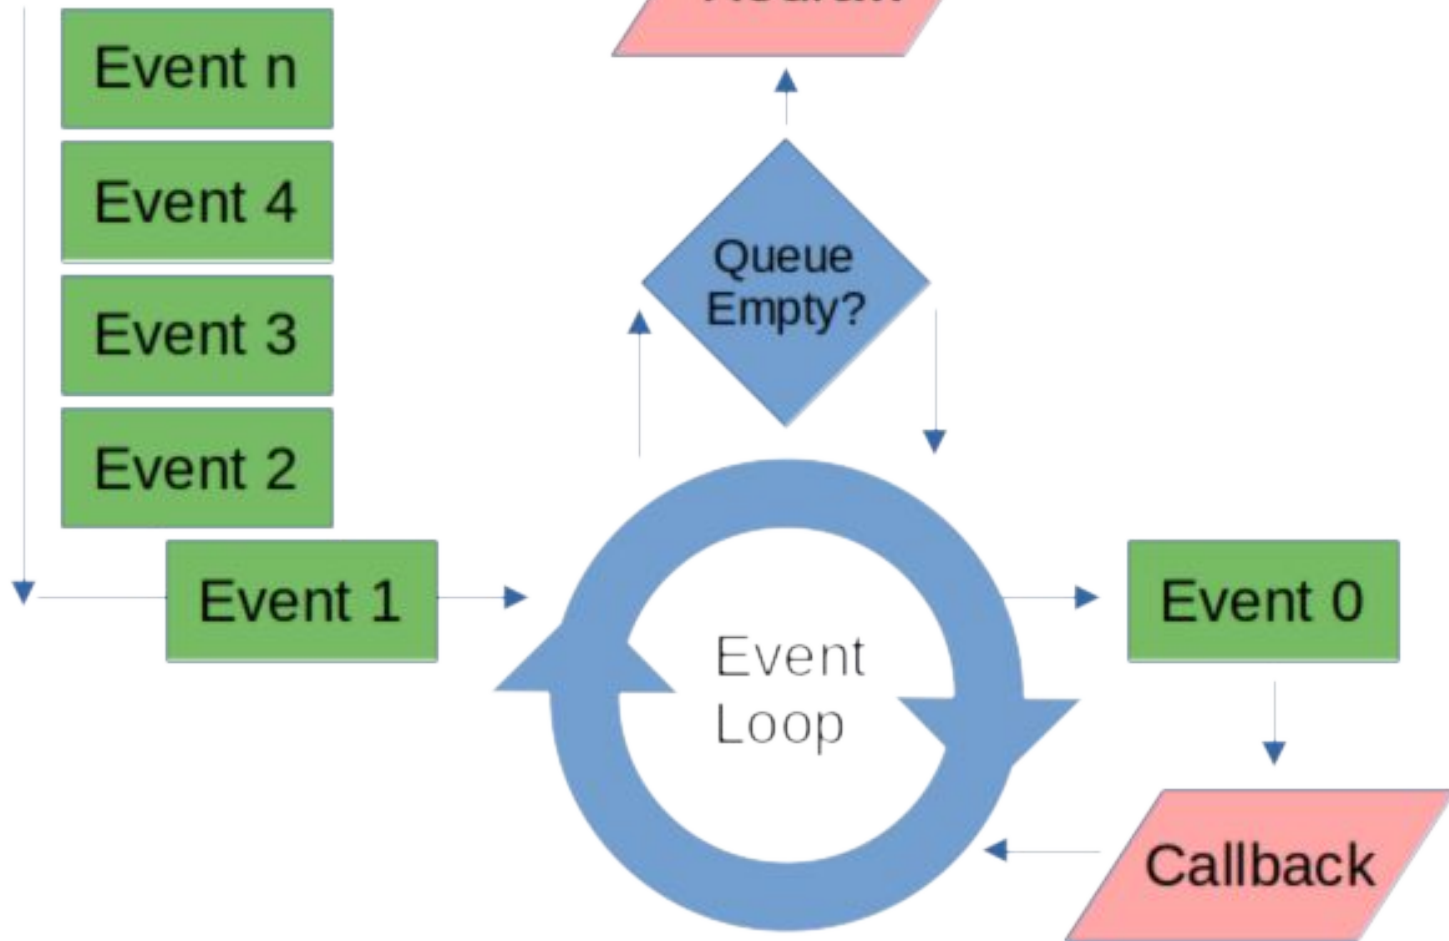 Event n
Event 4
Event 3
Event 2
Event 1
Queue
Empty?
Event
Loop
Event 0
Callback